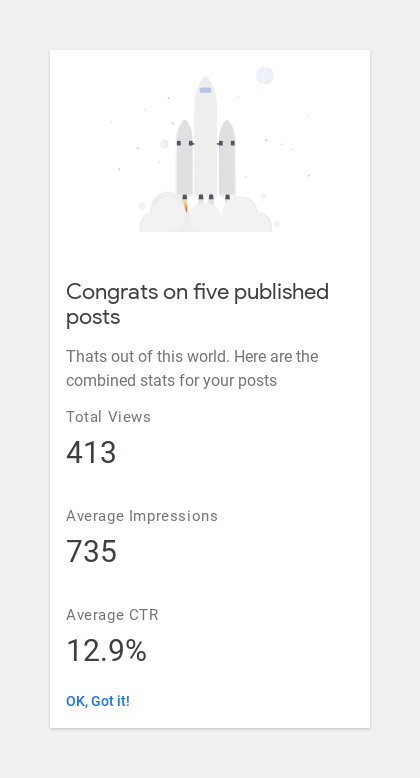 Congrats on five published
posts
Thats out of this world. Here are the
combined stats for your posts
Total Views
413
Average Impressions
735
Average CTR
12.9%
OK, Got it!